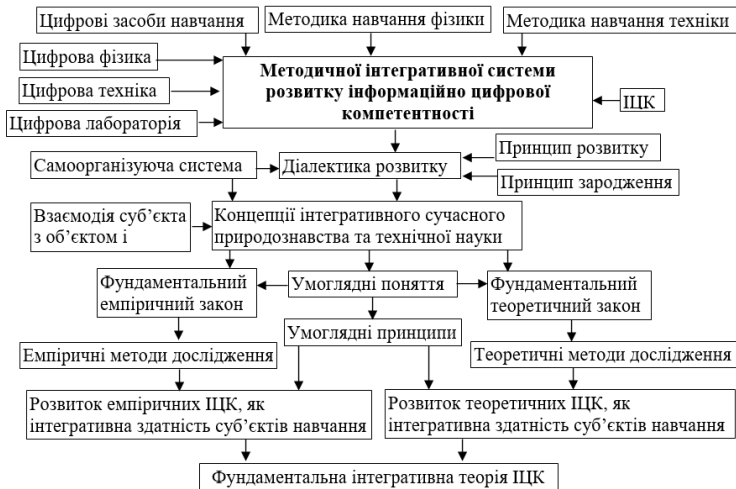 Цифрові засоби навчання
Методика навчання фізики
Методика навчання техніки
Цифрова фізика
Цифрова техніка
Цифрова лабораторія
Методичної інтегративної системи
розвитку інформаційно цифрової
компетентності
ІЩК
Самоорганізуюча система
Діалектика розвитку
Принцип розвитку
Принцип зародження
Взаємодія суб’єкта
з об’єктом і
Концепції інтегративного сучасного
природознавства та технічної науки
Фундаментальний
емпіричний закон
Умоглядні поняття
Фундаментальний
теоретичний закон
Умоглядні принципи
Емпіричні методи дослідження
Теоретичні методи дослідження
Розвиток емпіричних ІЩК, як
інтегративна здатність суб’єктів навчання
Розвиток теоретичних ІЩК, як
інтегративна здатність суб’єктів навчання
Фундаментальна інтегративна теорія ІЩК